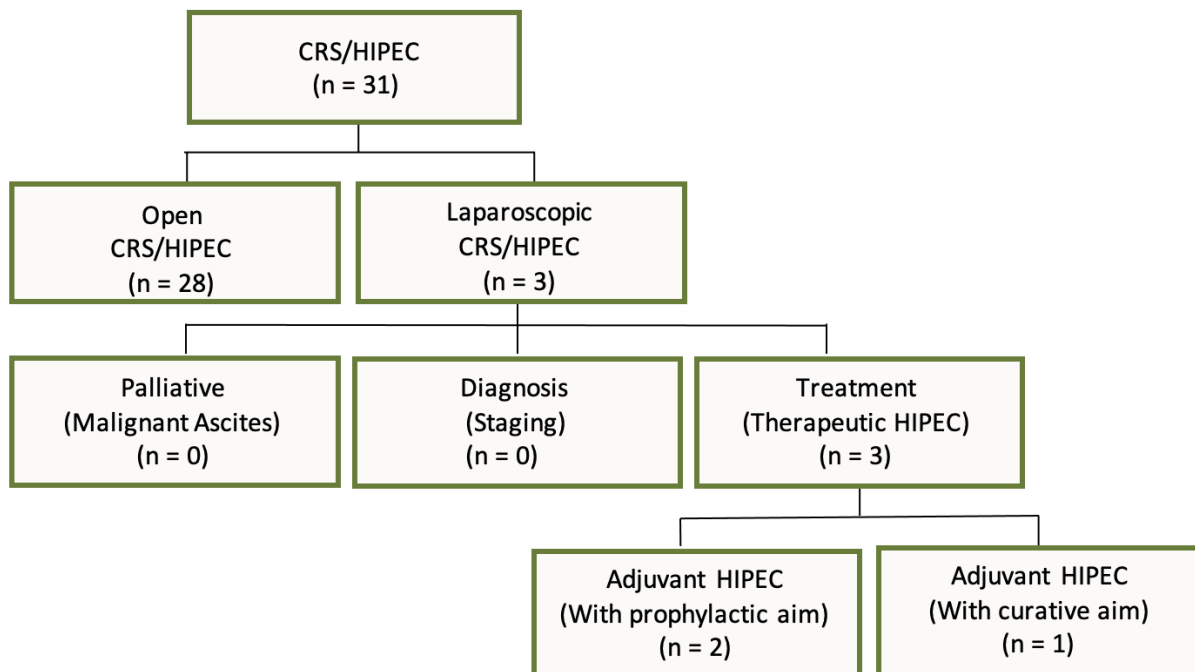 CRS/HIPEC
(n = 31)
Open
CRS/HIPEC
(n = 28)
Laparoscopic
CRS/HIPEC
(n = 3)
Palliative
(Malignant Ascites)
(n = 0)
Diagnosis
(Staging)
(n = 0)
Treatment
(Therapeutic HIPEC)
(n = 3)
Adjuvant HIPEC
(With prophylactic aim)
(n = 2)
Adjuvant HIPEC
(With curative aim)
(n = 1)